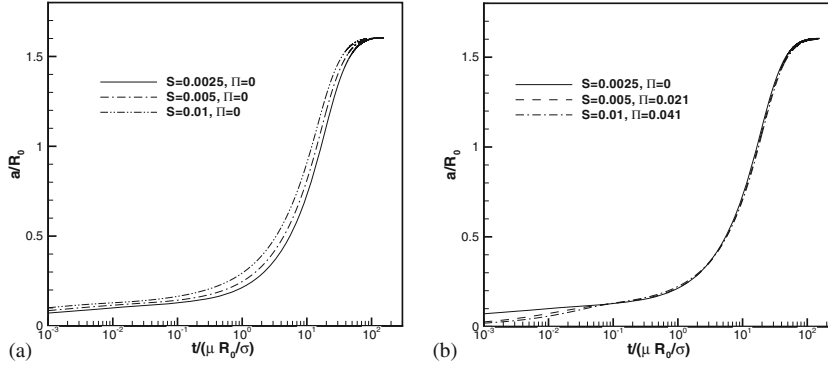 1.5
1
0.5
0
a/R₀
S=0.0025, Π=0
S=0.005, Π=0
S=0.01, Π=0
10⁻³ 10⁻² 10⁻¹ 10⁰ 10¹ 10²
t/(μ R₀/σ)
(a)
1.5
1
0.5
0
a/R₀
S=0.0025, Π=0
S=0.005, Π=0.021
S=0.01, Π=0.041
10⁻³ 10⁻² 10⁻¹ 10⁰ 10¹ 10²
t/(μ R₀/σ)
(b)